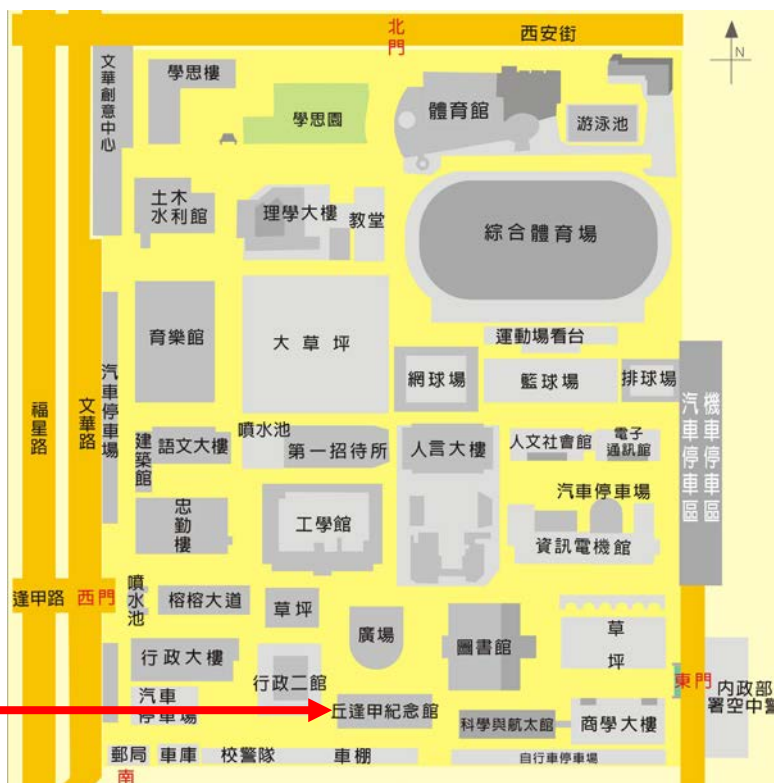 北門
西安街
N
文華創意中心
學思樓
學思園
體育館
游泳池
土木
水利館
理學大樓
教堂
綜合體育場
育樂館
大草坪
運動場看台
網球場
籃球場
排球場
汽車停車場
福星路
文華路
機車停車區
汽車停車區
建築館
語文大樓
噴水池
第一招待所
人言大樓
人文社會館
電子
通訊館
忠勤樓
工學館
汽車停車場
資訊電機館
逢甲路
西門
噴水池
榕榕大道
草坪
廣場
圖書館
草坪
行政大樓
行政二館
東門
內政部
署空中警
汽車
停車場
丘逢甲紀念館
科學與航太館
商學大樓
郵局
車庫
校警隊
車棚
自行車停車場
南